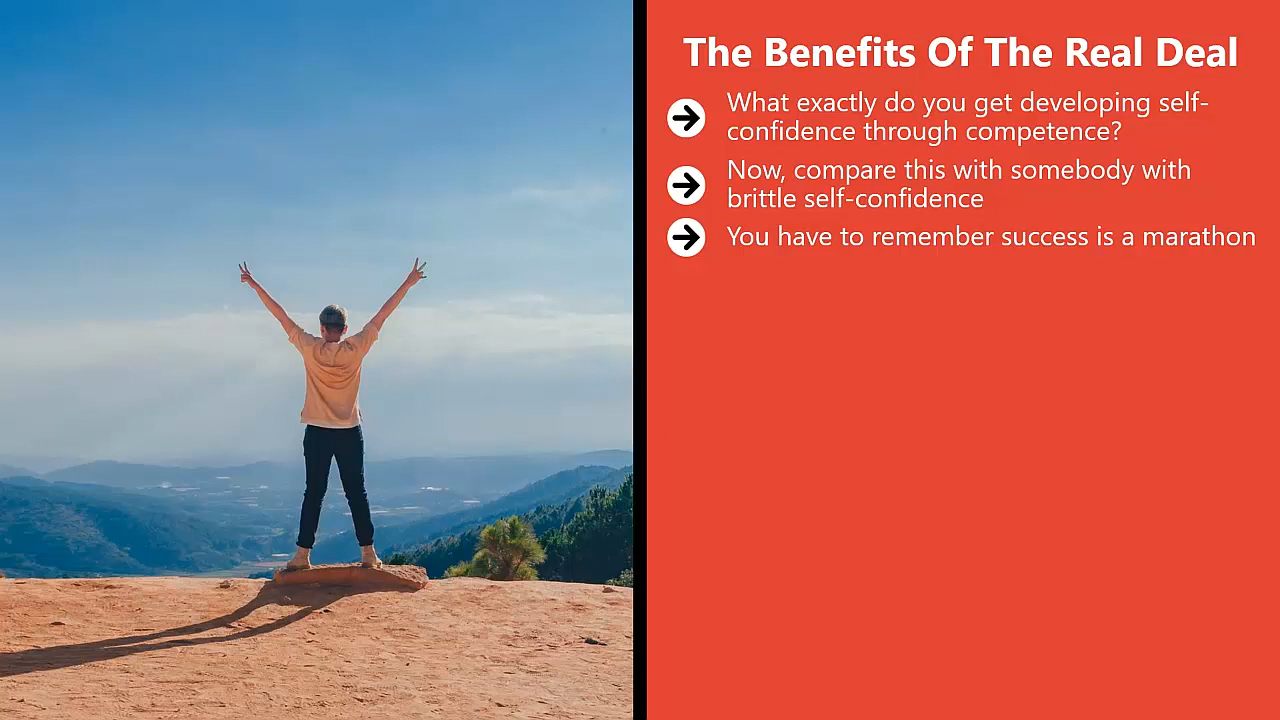 The Benefits Of The Real Deal
What exactly do you get developing self-
confidence through competence?
Now, compare this with somebody with
brittle self-confidence
You have to remember success is a marathon